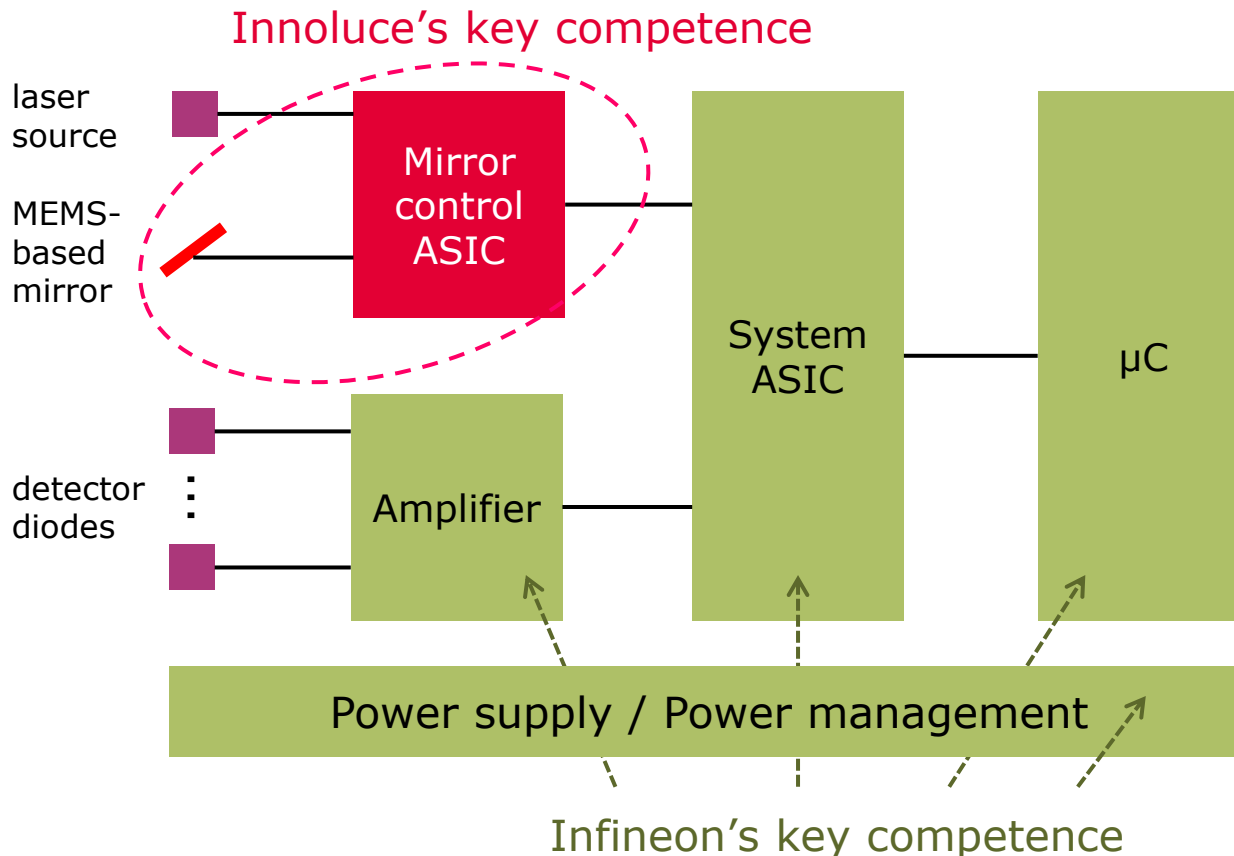 Innoluce’s key competence
laser
source
MEMS-
based
mirror
Mirror
control
ASIC
System
ASIC
µC
detector
diodes
Amplifier
Power supply / Power management
Infineon’s key competence